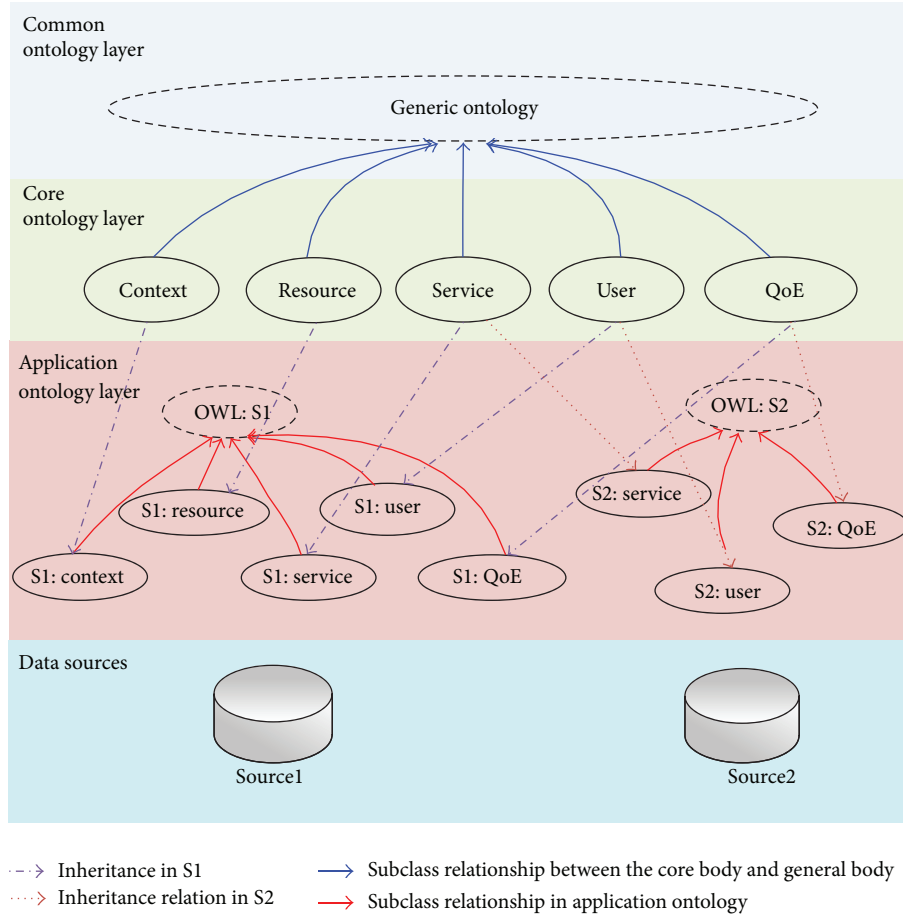 Common
ontology layer
Generic ontology
Core
ontology layer
Context
Resource
Service
User
QoE
Application
ontology layer
OWL: S1
OWL: S2
S1: resource
S1: user
S2: service
S2: QoE
S1: context
S1: service
S1: QoE
S2: user
Data sources
Source1
Source2
Inheritance in S1
Subclass relationship between the core body and general body
Inheritance relation in S2
Subclass relationship in application ontology